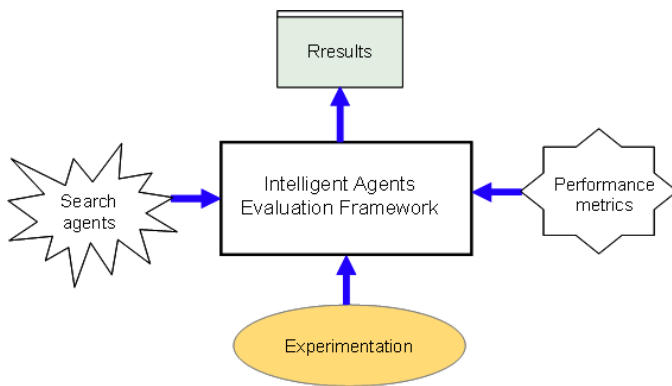 Rresults
Intelligent Agents
Evaluation Framework
Search
agents
Performance
metrics
Experimentation